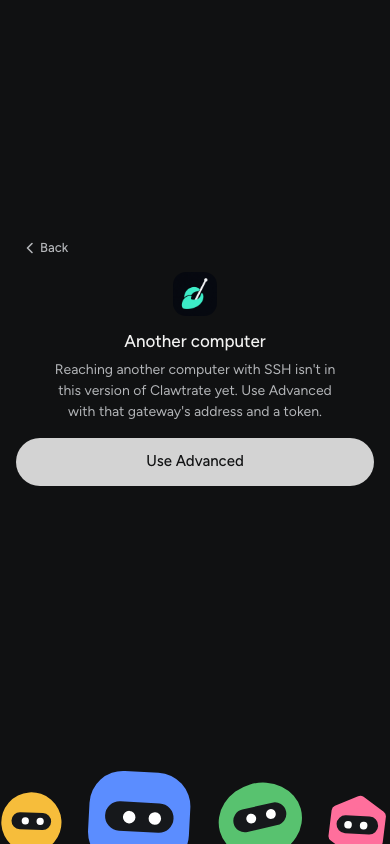 Back
Another computer
Reaching another computer with SSH isn't in
this version of Clawtrate yet. Use Advanced
with that gateway's address and a token.
Use Advanced